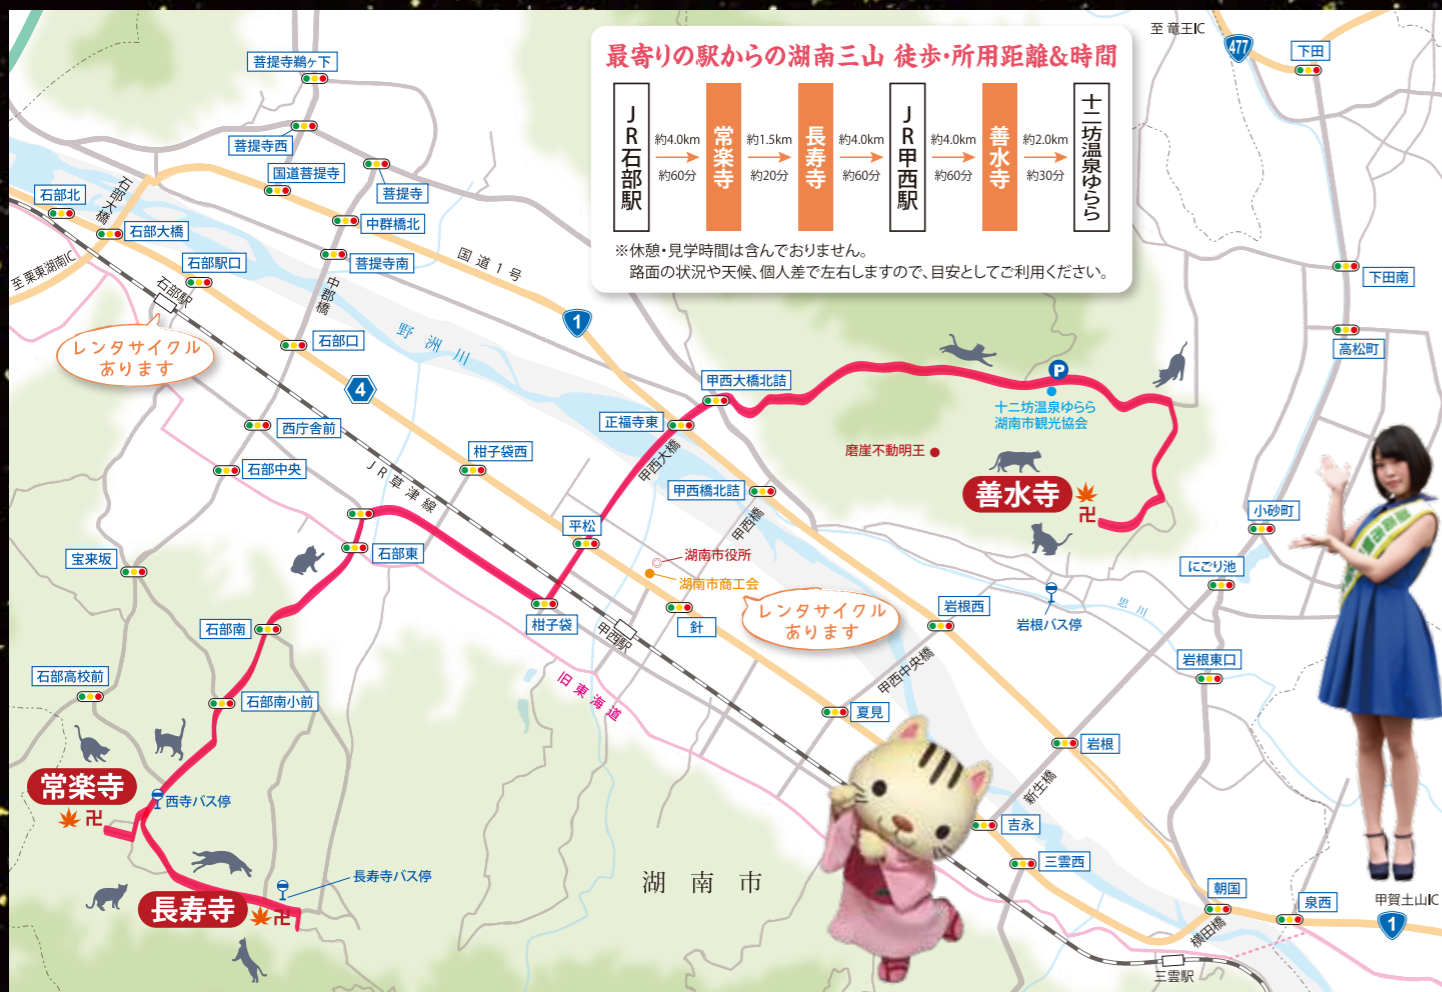 最寄りの駅からの湖南三山 徒歩・所用距離&時間
JR石部駅
約4.0km
約60分
常楽寺
約1.5km
約20分
長寿寺
約4.0km
約60分
JR甲西駅
約4.0km
約60分
善水寺
約2.0km
約30分
十二坊温泉ゆらら
※休憩・見学時間は含んでおりません。
路面の状況や天候、個人差で左右しますので、目安としてご利用ください。
至 竜王IC
477
下田
菩提寺鵜ヶ下
菩提寺西
国道菩提寺
菩提寺
石部北
石部大橋
石部大橋
中群橋北
石部駅口
菩提寺南
国道1号
下田南
至 栗東湖南IC
石部駅
中郡橋
レンタサイクル
あります
石部口
野洲川
1
高松町
4
甲西大橋北詰
P
十二坊温泉ゆらら
湖南市観光協会
西庁舎前
正福寺東
磨崖不動明王
柑子袋西
甲西大橋
石部中央
JR草津線
甲西橋北詰
善水寺
卍
甲西橋
小砂町
平松
石部東
湖南市役所
宝来坂
湖南市商工会
にごり池
レンタサイクル
あります
岩根西
思川
岩根バス停
柑子袋
針
甲西駅
石部南
岩根東口
石部高校前
旧東海道
甲西中央橋
石部南小前
夏見
岩根
常楽寺
卍
西寺バス停
新生橋
吉永
三雲西
長寿寺バス停
湖南市
長寿寺
卍
朝国
泉西
甲賀土山IC
1
横田橋
三雲駅